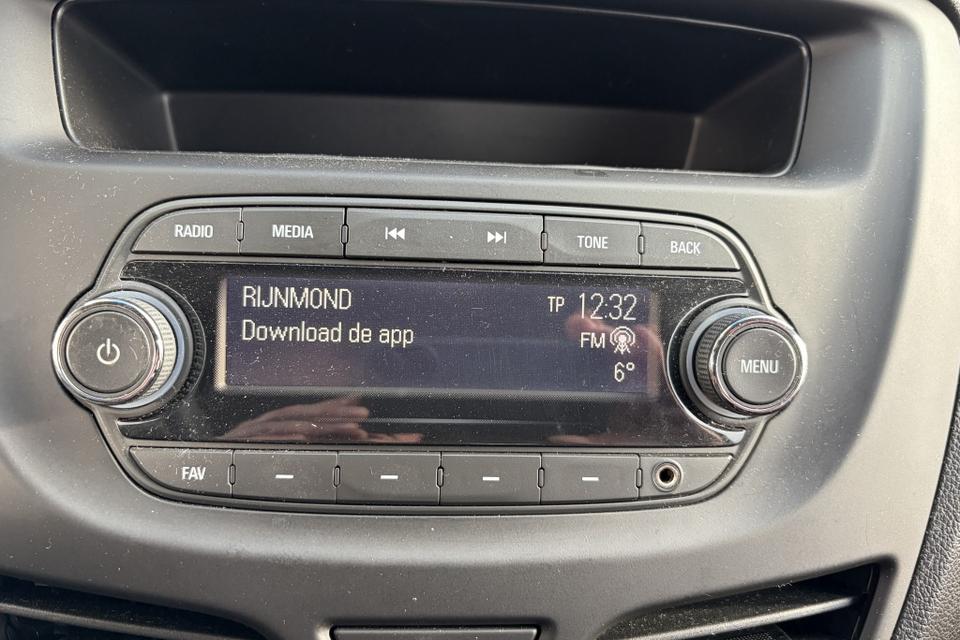 RADIO MEDIA TONE BACK
RIJNMOND TP 12:32
Download de app FM
6°
MENU
FAV